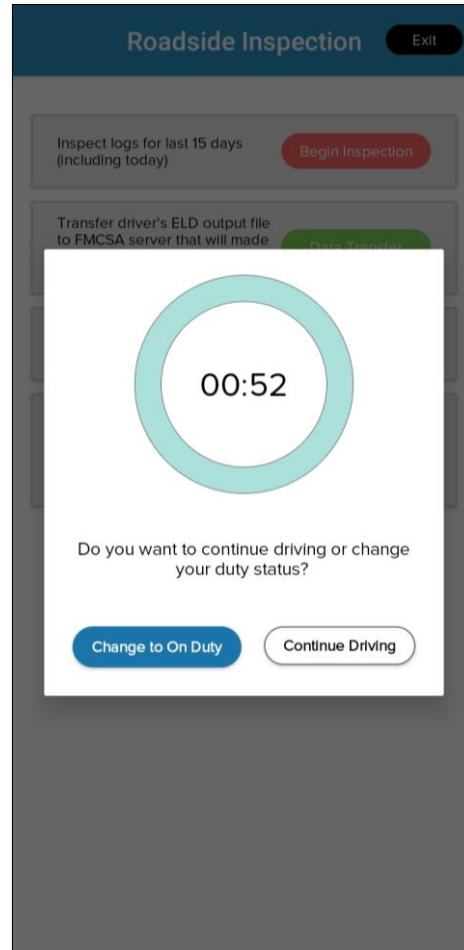 Roadside Inspection
Exit
Inspect logs for last 15 days
(including today)
Begin Inspection
Transfer driver's ELD output file
to FMCSA server that will made
Data Transfer
00:52
Do you want to continue driving or change
your duty status?
Change to On Duty
Continue Driving